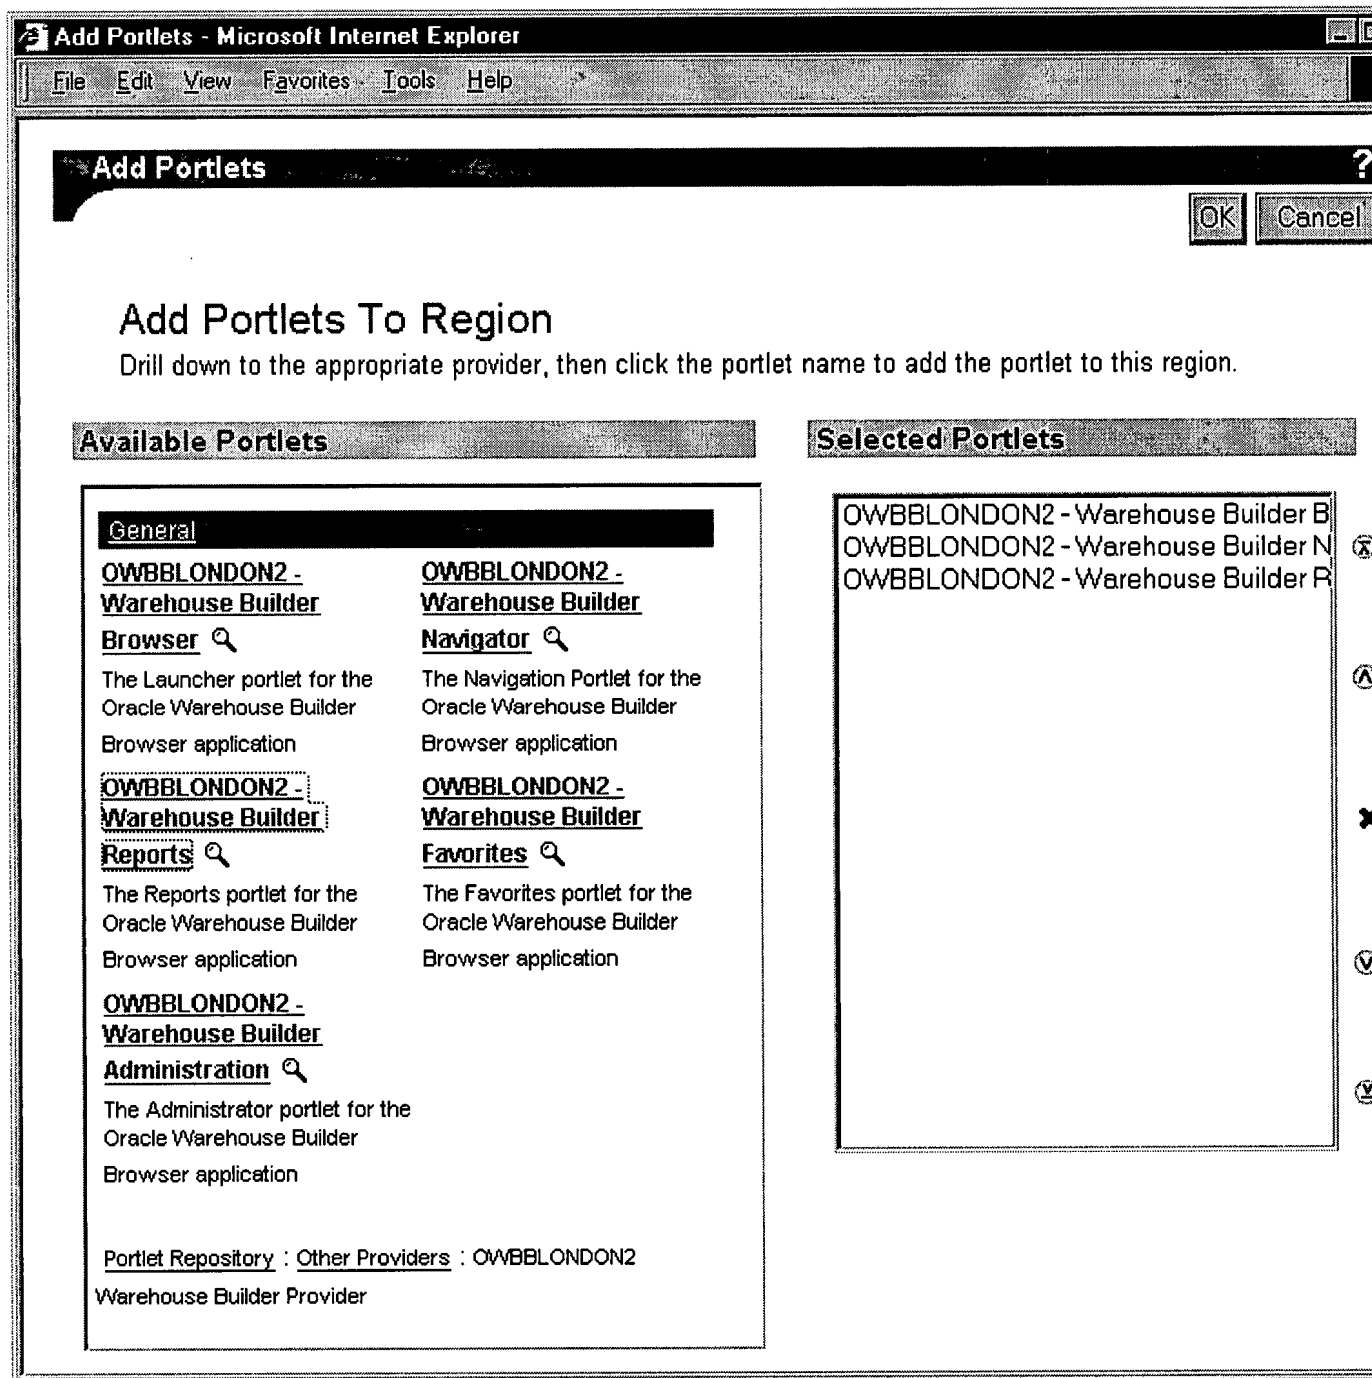 Add Portlets - Microsoft Internet Explorer
File Edit View Favorites Tools Help
Add Portlets ?
OK Cancel
Add Portlets To Region
Drill down to the appropriate provider, then click the portlet name to add the portlet to this region.
Available Portlets
General
OWBBLONDON2 -
Warehouse Builder
Browser
The Launcher portlet for the
Oracle Warehouse Builder
Browser application
OWBBLONDON2 -
Warehouse Builder
Navigator
The Navigation Portlet for the
Oracle Warehouse Builder
Browser application
OWBBLONDON2 -
Warehouse Builder
Reports
The Reports portlet for the
Oracle Warehouse Builder
Browser application
OWBBLONDON2 -
Warehouse Builder
Favorites
The Favorites portlet for the
Oracle Warehouse Builder
Browser application
OWBBLONDON2 -
Warehouse Builder
Administration
The Administrator portlet for the
Oracle Warehouse Builder
Browser application
Portlet Repository : Other Providers : OWBBLONDON2
Warehouse Builder Provider
Selected Portlets
OWBBLONDON2 - Warehouse Builder B
OWBBLONDON2 - Warehouse Builder N
OWBBLONDON2 - Warehouse Builder R